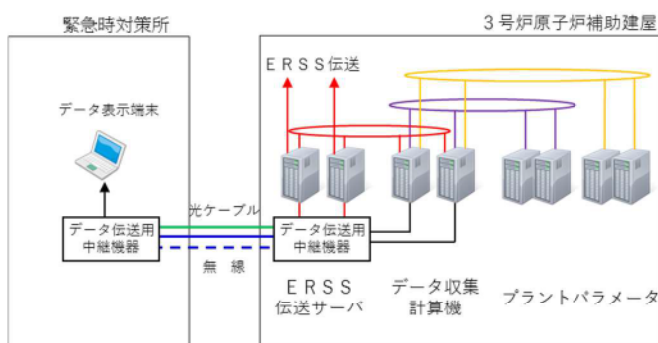 緊急時対策所
3号炉原子炉補助建屋
ERSS伝送
データ表示端末
光ケーブル
データ伝送用
中継機器
無 線
データ伝送用
中継機器
ERSS
伝送サーバ
データ収集
計算機
プラントパラメータ